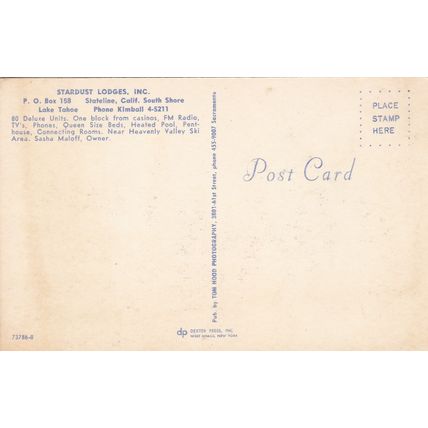 STARDUST LODGES, INC.
P. O. Box 158 Stateline, Calif. South Shore
Lake Tahoe Phone Kimball 4-5211
80 Deluxe Units. One block from casinos, FM Radio,
TV's, Phones, Queen Size Beds, Heated Pool, Pent-
house, Connecting Rooms. Near Heavenly Valley Ski
Area. Sasha Maloff, Owner.
Pub. by TOM HOOD PHOTOGRAPHY, 3801-61st Street, phone 455-9007 Sacramento
PLACE
STAMP
HERE
Post Card
dp DEXTER PRESS, INC.
WEST NYACK, NEW YORK
73786-B